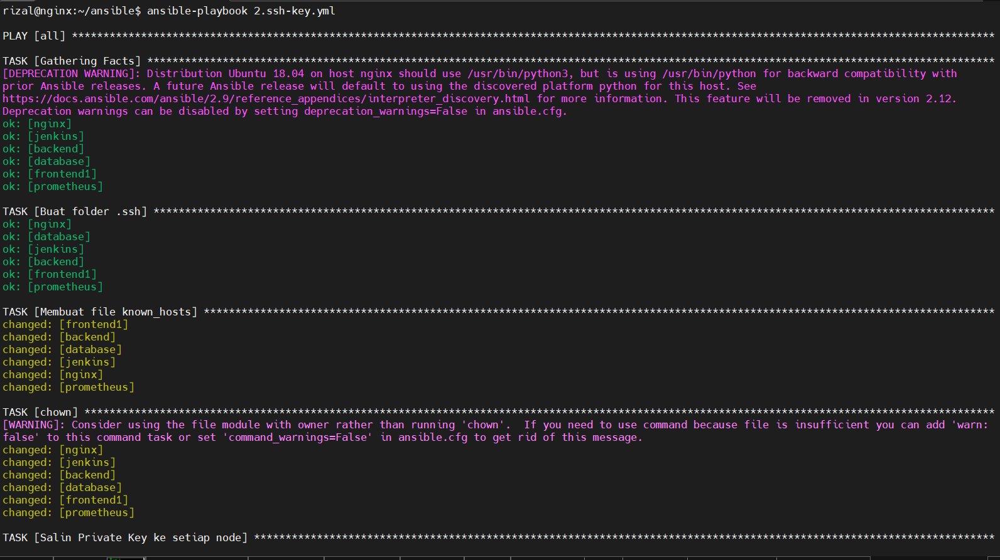 rizal@nginx:~/ansible$ ansible-playbook 2.ssh-key.yml
PLAY [all] ***************************************************************************************************************************************************
TASK [Gathering Facts] ***************************************************************************************************************************************
[DEPRECATION WARNING]: Distribution Ubuntu 18.04 on host nginx should use /usr/bin/python3, but is using /usr/bin/python for backward compatibility with
prior Ansible releases. A future Ansible release will default to using the discovered platform python for this host. See
https://docs.ansible.com/ansible/2.9/reference_appendices/interpreter_discovery.html for more information. This feature will be removed in version 2.12.
Deprecation warnings can be disabled by setting deprecation_warnings=False in ansible.cfg.
ok: [nginx]
ok: [jenkins]
ok: [backend]
ok: [database]
ok: [frontend1]
ok: [prometheus]
TASK [Buat folder .ssh] **************************************************************************************************************************************
ok: [nginx]
ok: [database]
ok: [jenkins]
ok: [backend]
ok: [frontend1]
ok: [prometheus]
TASK [Membuat file known_hosts] ******************************************************************************************************************************
changed: [frontend1]
changed: [backend]
changed: [database]
changed: [jenkins]
changed: [nginx]
changed: [prometheus]
TASK [chown] *************************************************************************************************************************************************
[WARNING]: Consider using the file module with owner rather than running 'chown'.  If you need to use command because file is insufficient you can add 'warn:
false' to this command task or set 'command_warnings=False' in ansible.cfg to get rid of this message.
changed: [nginx]
changed: [jenkins]
changed: [backend]
changed: [database]
changed: [frontend1]
changed: [prometheus]
TASK [Salin Private Key ke setiap node] **********************************************************************************************************************